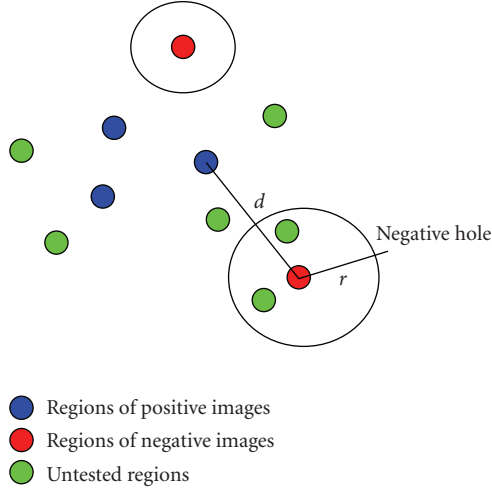 d
Negative hole
r
Regions of positive images
Regions of negative images
Untested regions